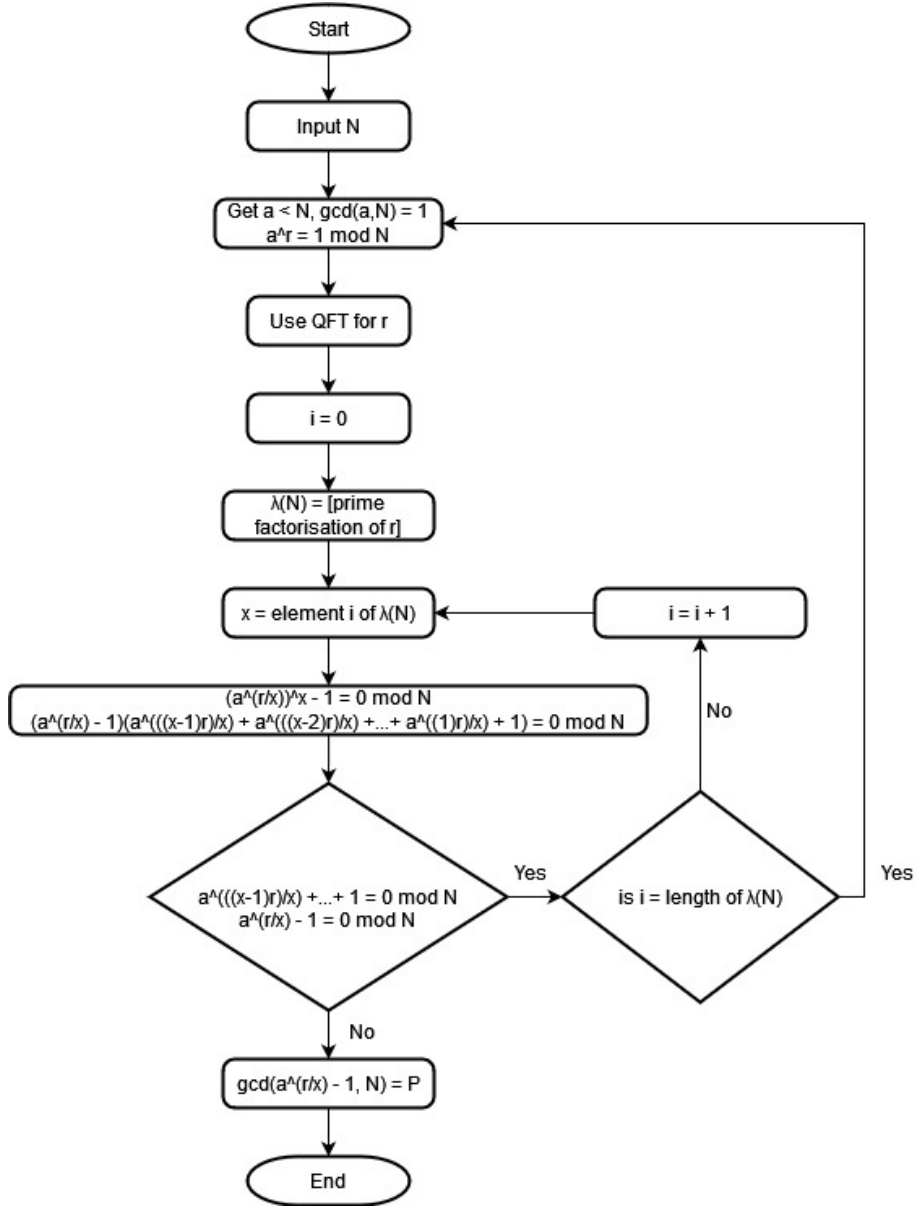 Start
Input N
Get a < N, gcd(a,N) = 1
a^r = 1 mod N
Use QFT for r
i = 0
λ(N) = [prime
factorisation of r]
x = element i of λ(N)
i = i + 1
(a^(r/x))^x - 1 = 0 mod N
(a^(r/x) - 1)(a^(((x-1)r)/x) + a^(((x-2)r)/x) +...+ a^((1)r)/x) + 1) = 0 mod N
No
a^(((x-1)r)/x) +...+ 1 = 0 mod N
a^(r/x) - 1 = 0 mod N
Yes
is i = length of λ(N)
Yes
No
gcd(a^(r/x) - 1, N) = P
End